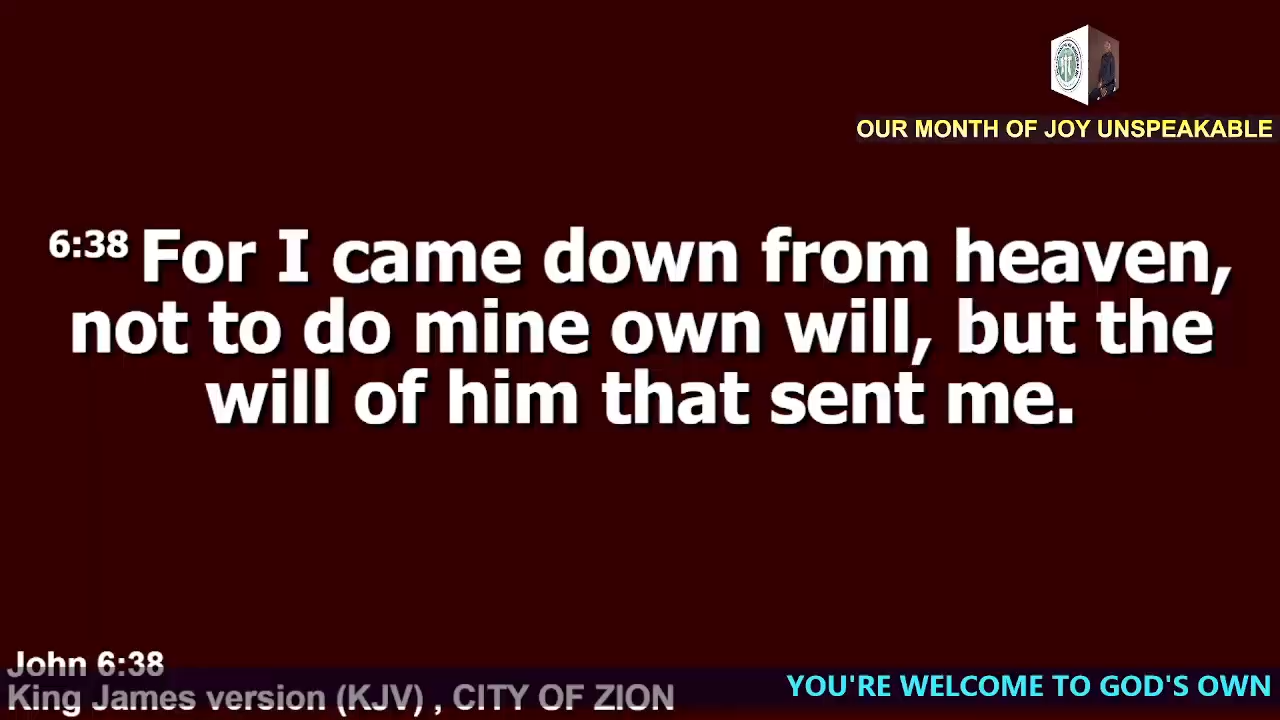 OUR MONTH OF JOY UNSPEAKABLE
6:38 For I came down from heaven,
not to do mine own will, but the
will of him that sent me.
John 6:38
King James version (KJV) , CITY OF ZION
YOU'RE WELCOME TO GOD'S OWN